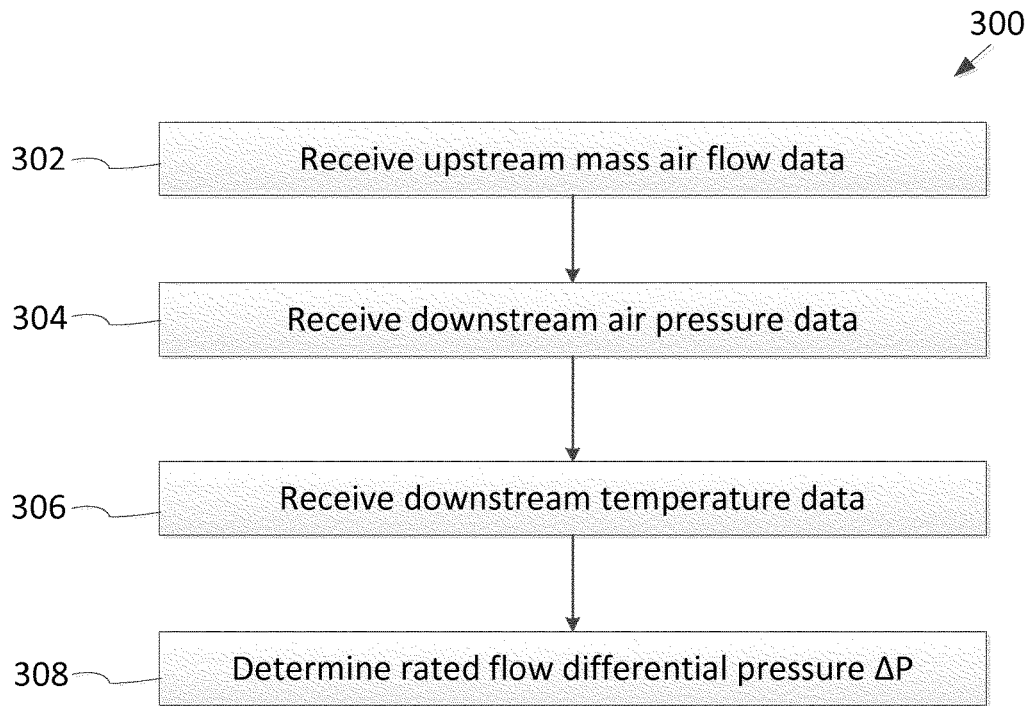 300
302 Receive upstream mass air flow data
304 Receive downstream air pressure data
306 Receive downstream temperature data
308 Determine rated flow differential pressure ΔP